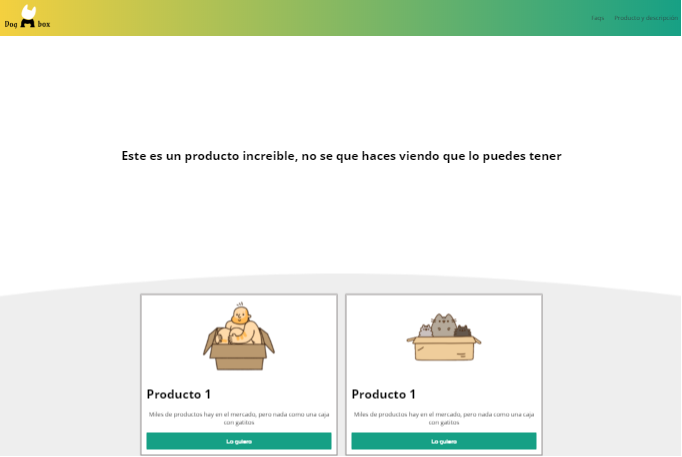 Dog box
Faqs Producto y descripción
Este es un producto increible, no se que haces viendo que lo puedes tener
Producto 1
Miles de productos hay en el mercado, pero nada como una caja
con gatitos
Lo quiero
Producto 1
Miles de productos hay en el mercado, pero nada como una caja
con gatitos
Lo quiero